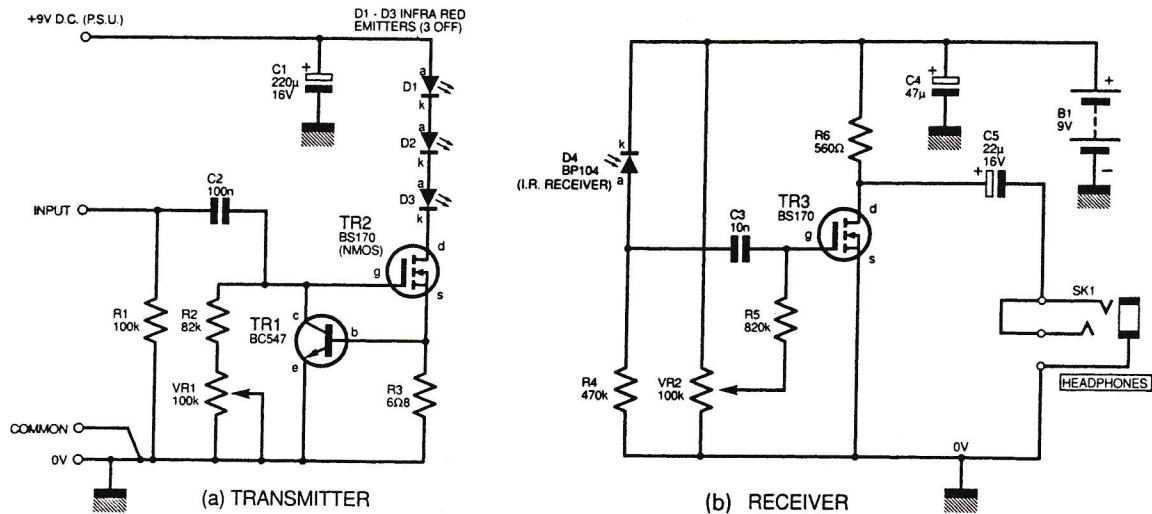 +9V D.C. (P.S.U.)
D1 - D3 INFRA RED
EMITTERS (3 OFF)
+
C1
220µ
16V
a
D1
k
a
D2
k
a
D3
k
C2
100n
INPUT
TR2
BS170
(NMOS)
d
g
s
R1
100k
R2
82k
TR1
BC547
c
b
e
VR1
100k
R3
6Ω8
COMMON
0V
(a) TRANSMITTER
+
C4
47µ
+
B1
9V
–
R6
560Ω
C5
22µ
16V
+
k
D4
BP104
(I.R. RECEIVER)
a
TR3
BS170
d
g
s
C3
10n
R5
820k
SK1
R4
470k
VR2
100k
HEADPHONES
0V
(b) RECEIVER